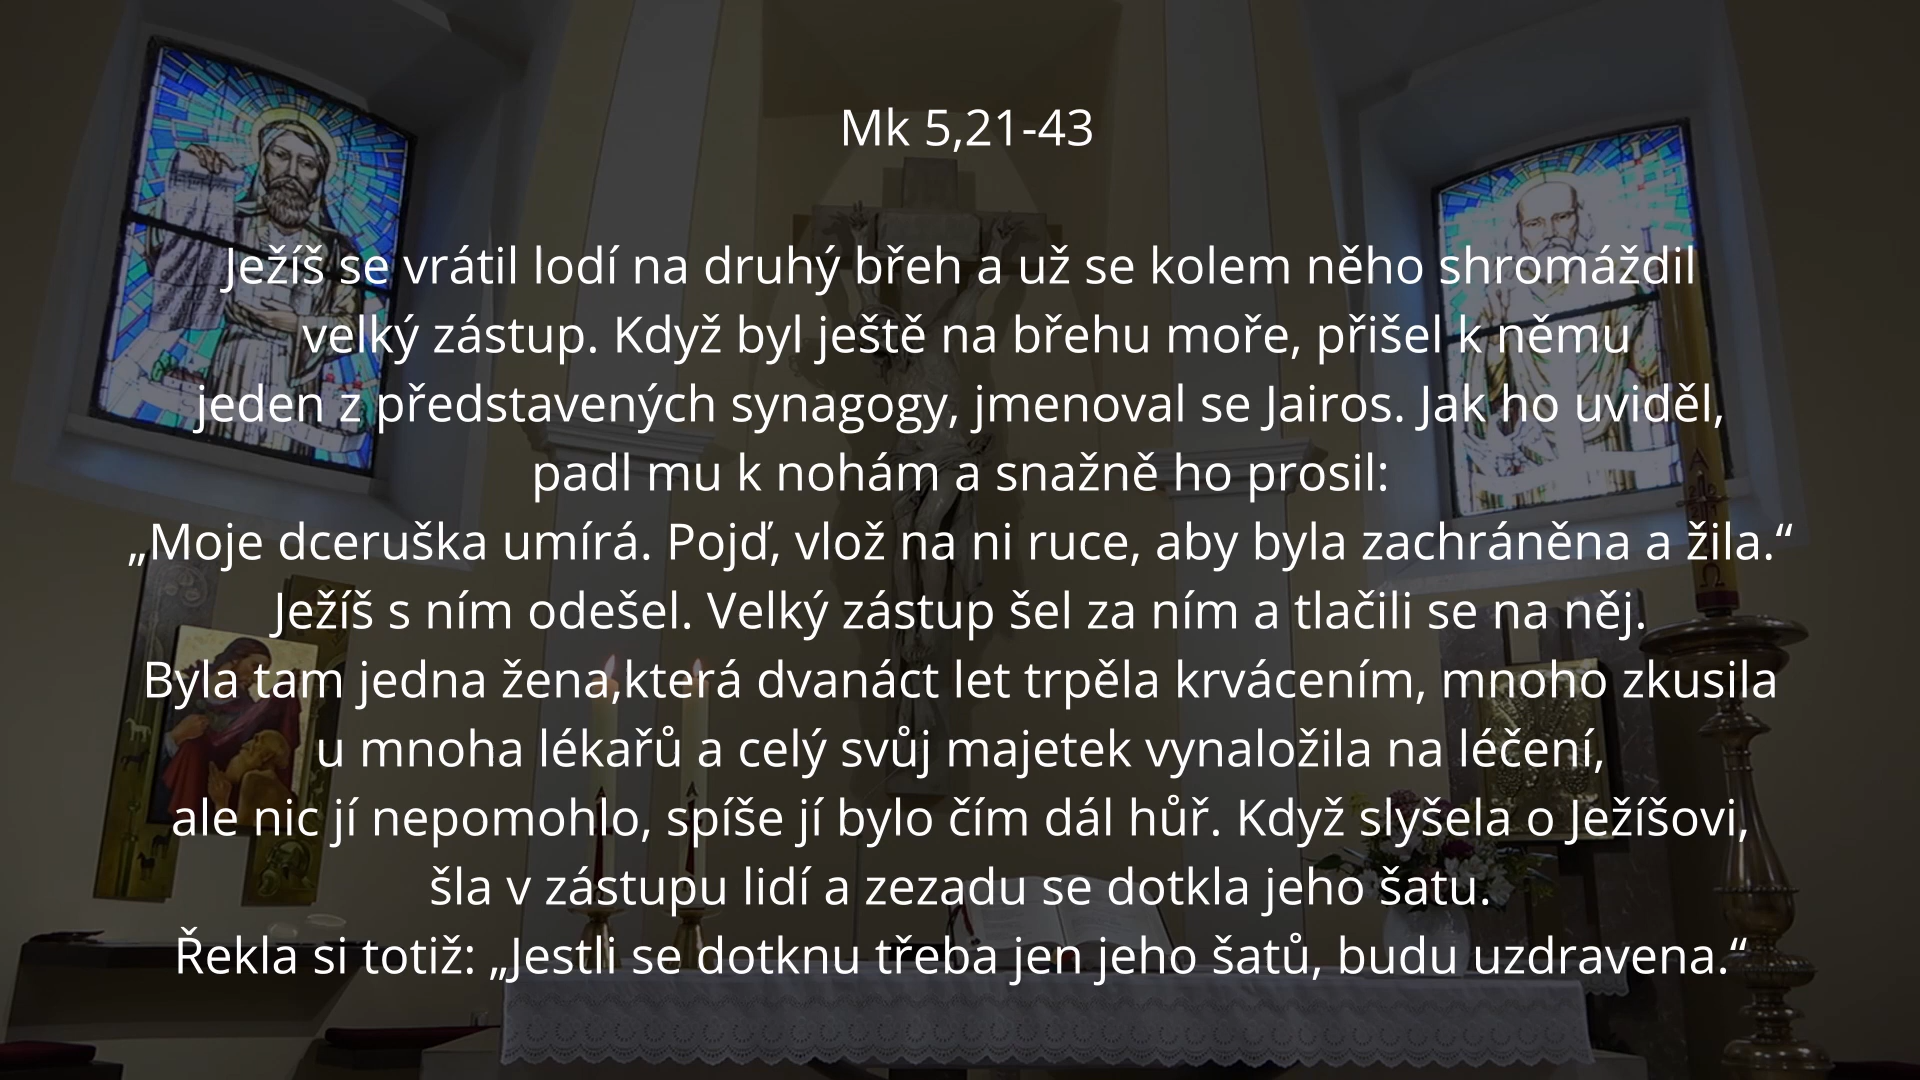 Mk 5,21-43
Ježíš se vrátil lodí na druhý břeh a už se kolem něho shromáždil
velký zástup. Když byl ještě na břehu moře, přišel k němu
jeden z představených synagogy, jmenoval se Jairos. Jak ho uviděl,
padl mu k nohám a snažně ho prosil:
„Moje dceruška umírá. Pojď, vlož na ni ruce, aby byla zachráněna a žila.“
Ježíš s ním odešel. Velký zástup šel za ním a tlačili se na něj.
Byla tam jedna žena,která dvanáct let trpěla krvácením, mnoho zkusila
u mnoha lékařů a celý svůj majetek vynaložila na léčení,
ale nic jí nepomohlo, spíše jí bylo čím dál hůř. Když slyšela o Ježíšovi,
šla v zástupu lidí a zezadu se dotkla jeho šatu.
Řekla si totiž: „Jestli se dotknu třeba jen jeho šatů, budu uzdravena.“